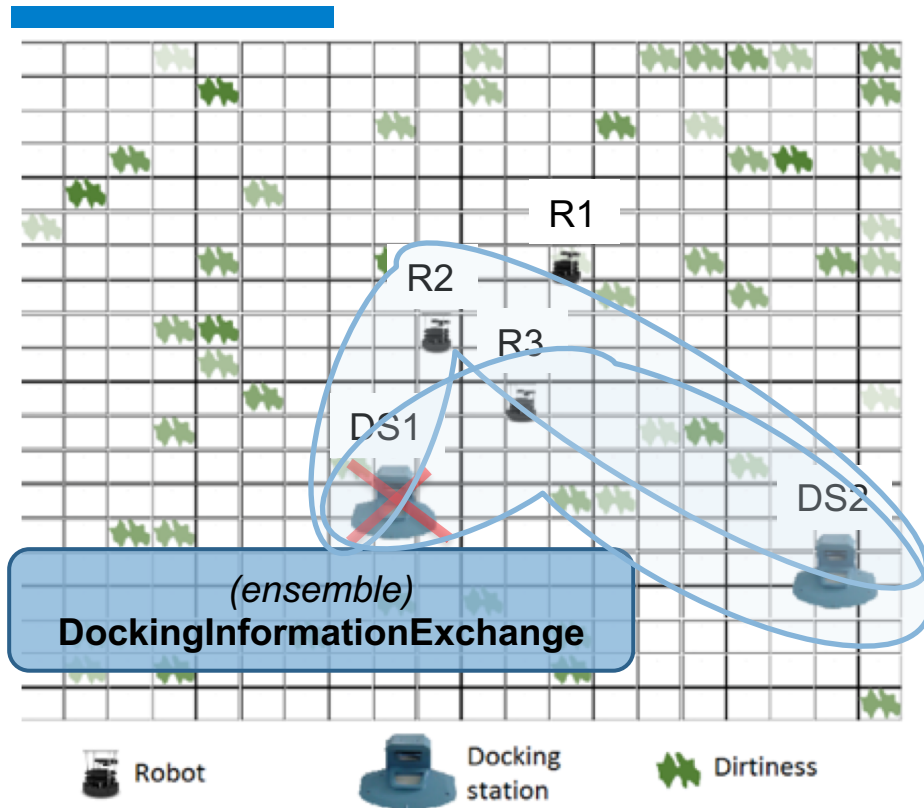 R1
R2
R3
DS1
DS2
(ensemble)
DockingInformationExchange
Robot
Docking
station
Dirtiness